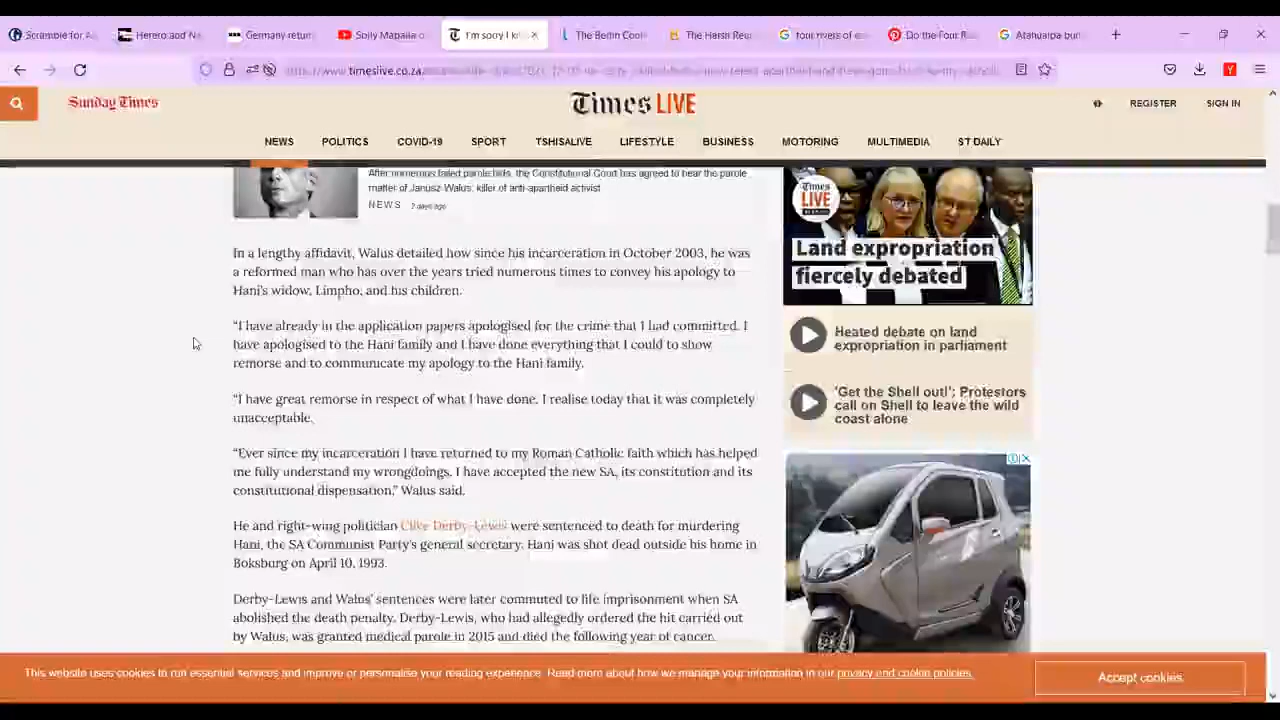 Scramble for A
Herero and Na
Germany return
Solly Mapaila o
I'm sorry I kil
The Berlin Con
The Harsh Rea
four rivers of e
Do the Four R
Atahualpa bur
https://www.timeslive.co.za
Sunday Times
Times LIVE
REGISTER
SIGN IN
NEWS
POLITICS
COVID-19
SPORT
TSHISALIVE
LIFESTYLE
BUSINESS
MOTORING
MULTIMEDIA
ST DAILY
After numerous failed parole bids, the Constitutional Court has agreed to hear the parole
matter of Janusz Walus, killer of anti-apartheid activist
NEWS
2 days ago
In a lengthy affidavit, Walus detailed how since his incarceration in October 2003, he was
a reformed man who has over the years tried numerous times to convey his apology to
Hani's widow, Limpho, and his children.
“I have already in the application papers apologised for the crime that I had committed. I
have apologised to the Hani family and I have done everything that I could to show
remorse and to communicate my apology to the Hani family.
“I have great remorse in respect of what I have done. I realise today that it was completely
unacceptable.
“Ever since my incarceration I have returned to my Roman Catholic faith which has helped
me fully understand my wrongdoings. I have accepted the new SA, its constitution and its
constitutional dispensation,” Walus said.
He and right-wing politician Clive Derby-Lewis were sentenced to death for murdering
Hani, the SA Communist Party's general secretary. Hani was shot dead outside his home in
Boksburg on April 10, 1993.
Derby-Lewis and Walus' sentences were later commuted to life imprisonment when SA
abolished the death penalty. Derby-Lewis, who had allegedly ordered the hit carried out
by Walus, was granted medical parole in 2015 and died the following year of cancer.
Times
LIVE
Land expropriation
fiercely debated
Heated debate on land
expropriation in parliament
'Get the Shell out!': Protestors
call on Shell to leave the wild
coast alone
This website uses cookies to run essential services and improve or personalise your reading experience. Read more about how we manage your information in our privacy and cookie policies.
Accept cookies.